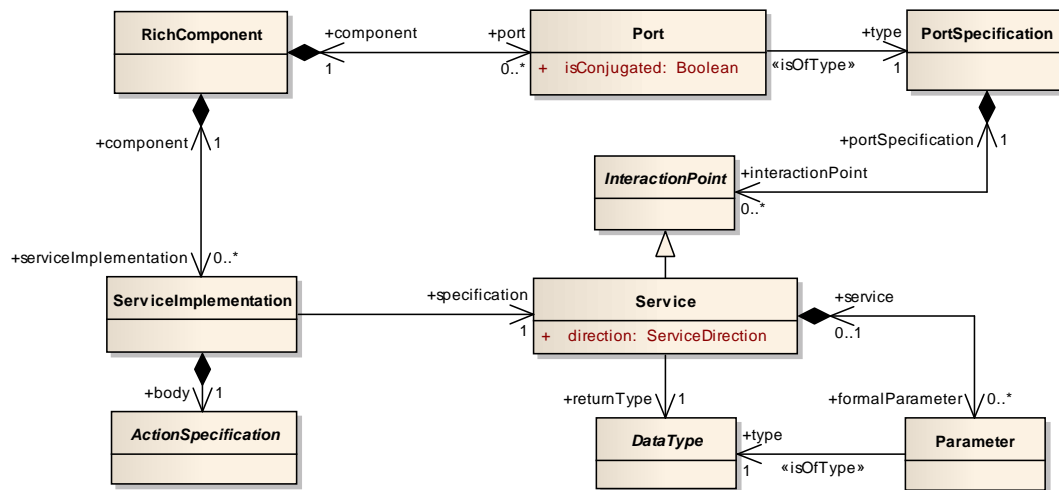 RichComponent
+component
1
+port
0..*
Port
+ isConjugated: Boolean
+type
«isOfType»
1
PortSpecification
+component
1
+portSpecification
1
InteractionPoint
+interactionPoint
0..*
+serviceImplementation
0..*
ServiceImplementation
+specification
1
Service
+ direction: ServiceDirection
+service
0..1
+body
1
+returnType
1
+formalParameter
0..*
ActionSpecification
DataType
+type
1
«isOfType»
Parameter